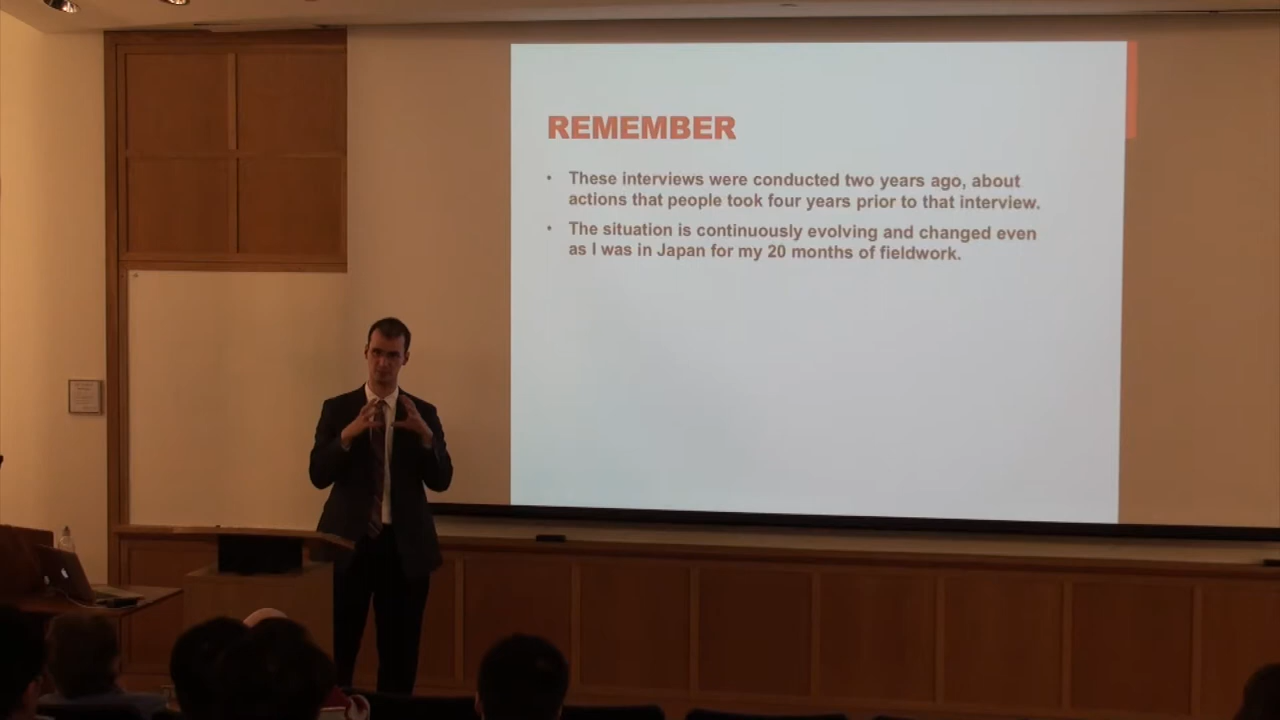 REMEMBER
• These interviews were conducted two years ago, about
actions that people took four years prior to that interview.
• The situation is continuously evolving and changed even
as I was in Japan for my 20 months of fieldwork.